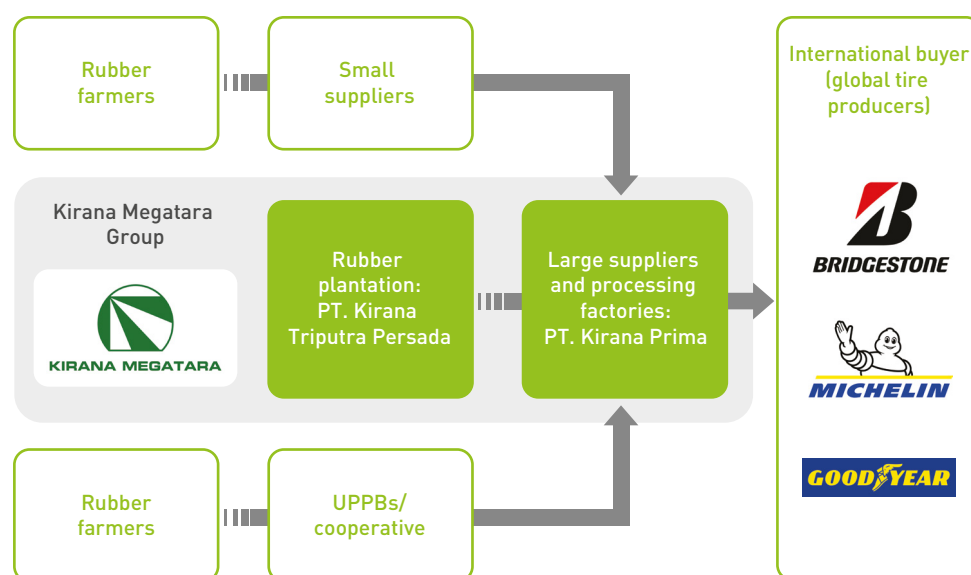 Rubber
farmers
Small
suppliers
International buyer
(global tire
producers)
Kirana Megatara
Group
KIRANA MEGATARA
Rubber
plantation:
PT. Kirana
Triputra Persada
Large suppliers
and processing
factories:
PT. Kirana Prima
BRIDGESTONE
MICHELIN
GOODYEAR
Rubber
farmers
UPPBs/
cooperative